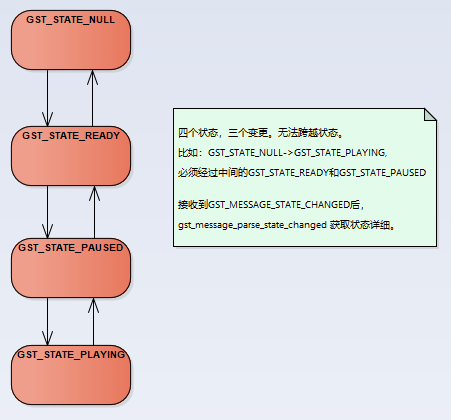 GST_STATE_NULL
GST_STATE_READY
GST_STATE_PAUSED
GST_STATE_PLAYING
四个状态，三个变更。无法跨越状态。
比如：GST_STATE_NULL->GST_STATE_PLAYING,
必须经过中间的GST_STATE_READY和GST_STATE_PAUSED
接收到GST_MESSAGE_STATE_CHANGED后，
gst_message_parse_state_changed 获取状态详细。